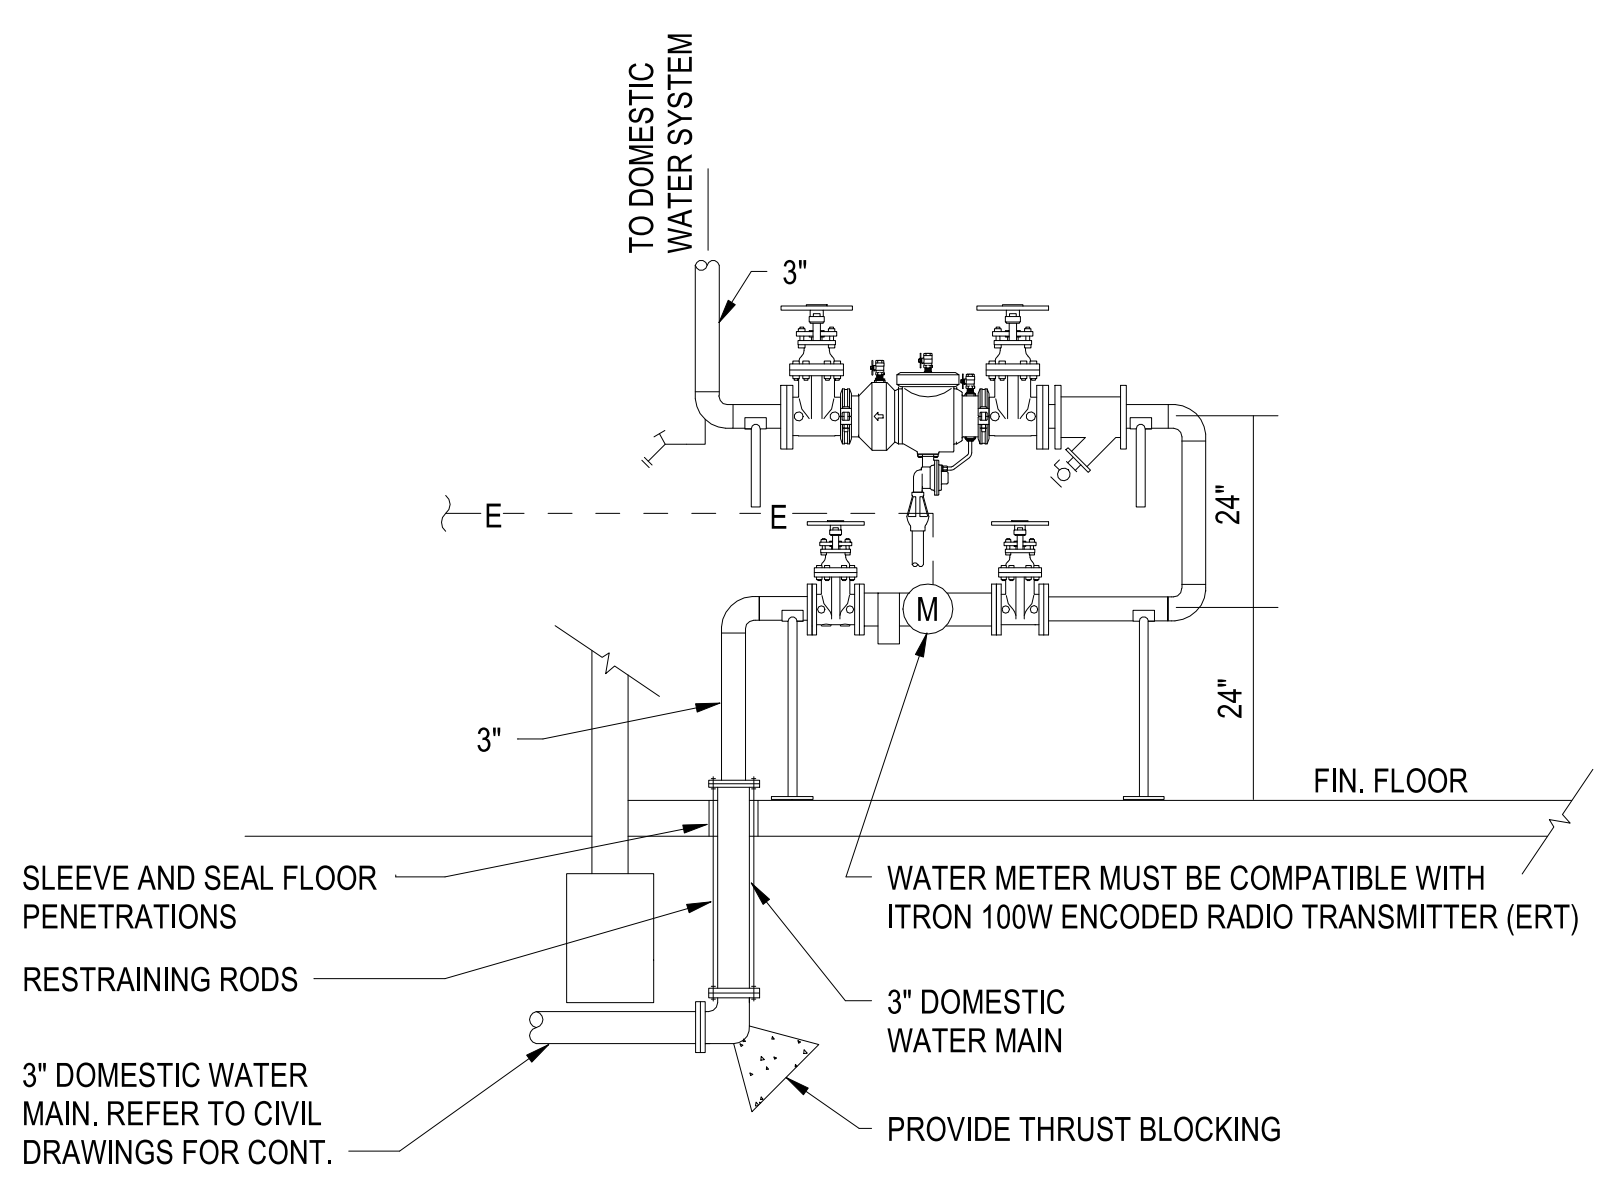 TO DOMESTIC
WATER SYSTEM
3"
E
E
24"
M
24"
3"
FIN. FLOOR
SLEEVE AND SEAL FLOOR
PENETRATIONS
WATER METER MUST BE COMPATIBLE WITH
ITRON 100W ENCODED RADIO TRANSMITTER (ERT)
RESTRAINING RODS
3" DOMESTIC
WATER MAIN
3" DOMESTIC WATER
MAIN. REFER TO CIVIL
DRAWINGS FOR CONT.
PROVIDE THRUST BLOCKING